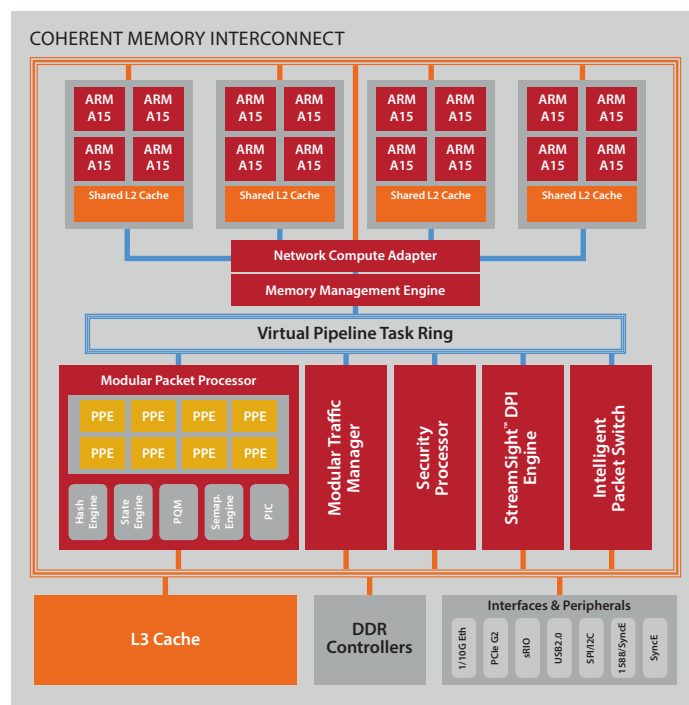 COHERENT MEMORY INTERCONNECT
ARM A15
ARM A15
ARM A15
ARM A15
Shared L2 Cache
ARM A15
ARM A15
ARM A15
ARM A15
Shared L2 Cache
ARM A15
ARM A15
ARM A15
ARM A15
Shared L2 Cache
ARM A15
ARM A15
ARM A15
ARM A15
Shared L2 Cache
Network Compute Adapter
Memory Management Engine
Virtual Pipeline Task Ring
Modular Packet Processor
PPE
PPE
PPE
PPE
PPE
PPE
PPE
PPE
Hash
Engine
State
Engine
PQM
Semap.
Engine
PIC
Modular Traffic
Manager
Security
Processor
StreamSight™ DPI
Engine
Intelligent
Packet Switch
L3 Cache
DDR
Controllers
Interfaces & Peripherals
1/10G Eth
PCIe G2
sRIO
USB2.0
SPI/I2C
1588/SyncE
SyncE